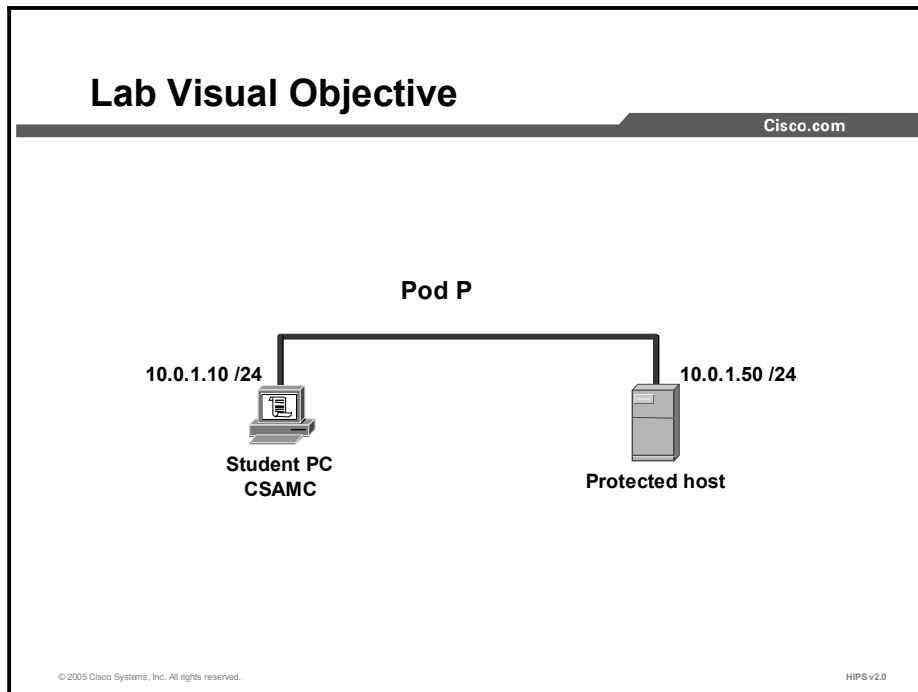 Lab Visual Objective
Cisco.com
Pod P
10.0.1.10 /24
10.0.1.50 /24
Student PC
CSAMC
Protected host
© 2005 Cisco Systems, Inc. All rights reserved.
HIPS v2.0